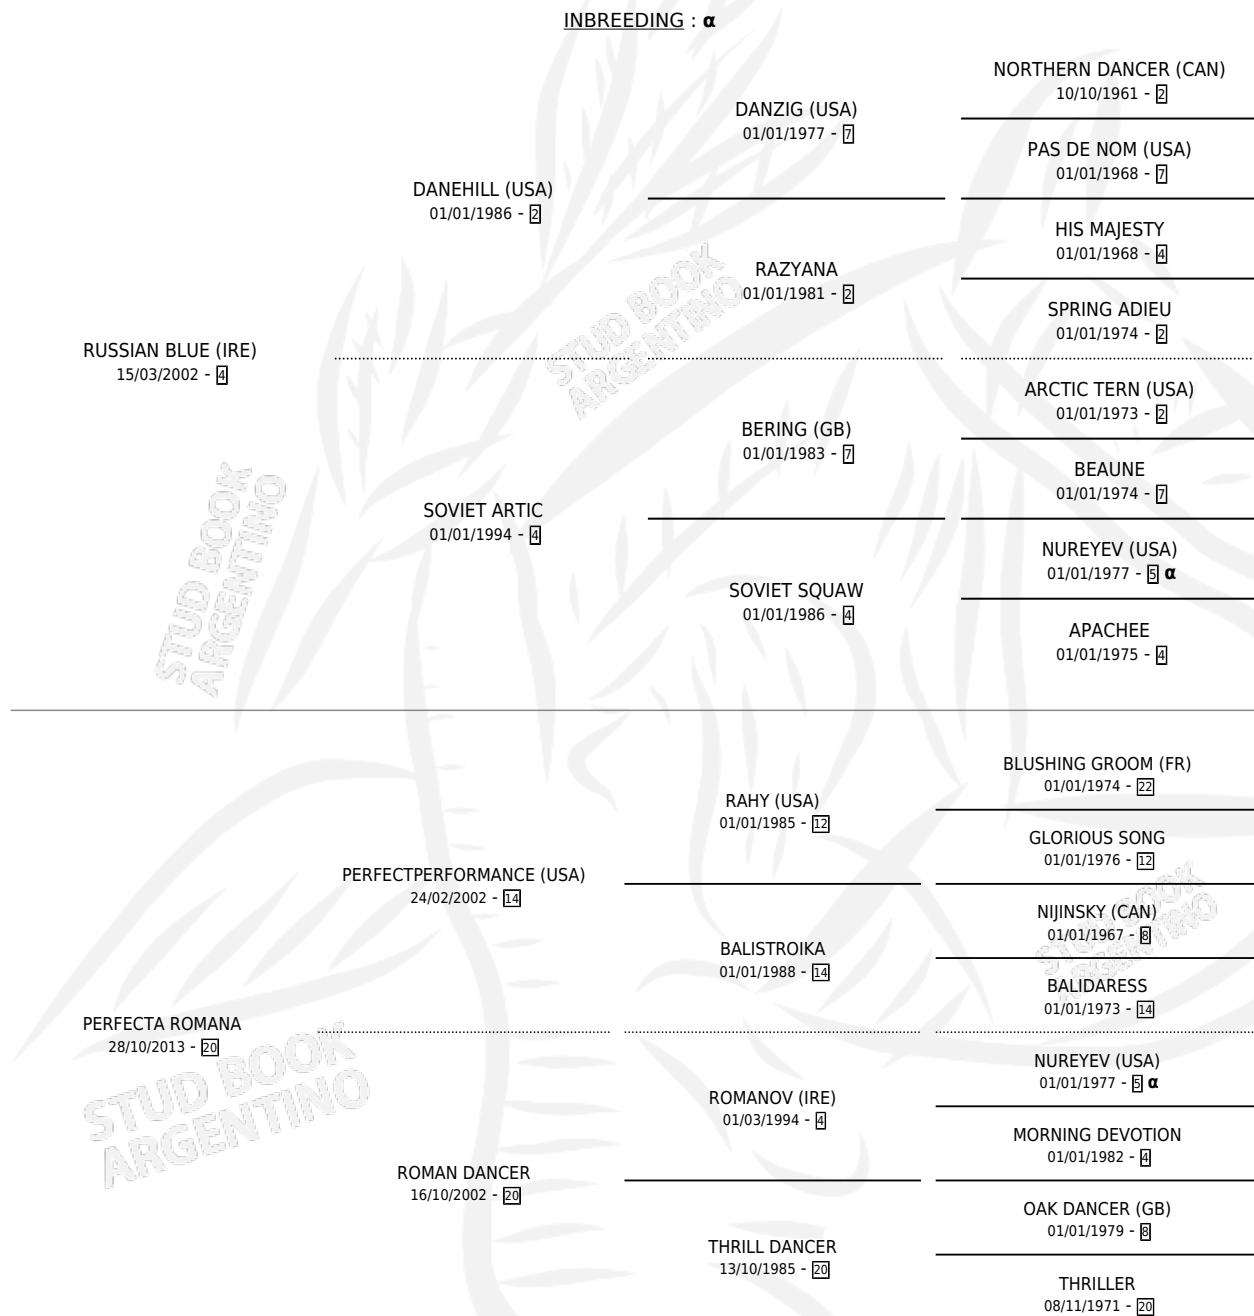 INBREEDING : α
NORTHERN DANCER (CAN)
10/10/1961 - 2
DANZIG (USA)
01/01/1977 - 7
PAS DE NOM (USA)
01/01/1968 - 7
DANEHILL (USA)
01/01/1986 - 2
HIS MAJESTY
01/01/1968 - 4
RAZYANA
01/01/1981 - 2
SPRING ADIEU
01/01/1974 - 2
RUSSIAN BLUE (IRE)
15/03/2002 - 4
ARCTIC TERN (USA)
01/01/1973 - 2
BERING (GB)
01/01/1983 - 7
BEAUNE
01/01/1974 - 7
SOVIET ARTIC
01/01/1994 - 4
NUREYEV (USA)
01/01/1977 - 5 α
SOVIET SQUAW
01/01/1986 - 4
APACHEE
01/01/1975 - 4
BLUSHING GROOM (FR)
01/01/1974 - 22
RAHY (USA)
01/01/1985 - 12
GLORIOUS SONG
01/01/1976 - 12
PERFECTPERFORMANCE (USA)
24/02/2002 - 14
NIJINSKY (CAN)
01/01/1967 - 8
BALISTROIKA
01/01/1988 - 14
BALIDARESS
01/01/1973 - 14
PERFECTA ROMANA
28/10/2013 - 20
NUREYEV (USA)
01/01/1977 - 5 α
ROMANOV (IRE)
01/03/1994 - 4
MORNING DEVOTION
01/01/1982 - 4
ROMAN DANCER
16/10/2002 - 20
OAK DANCER (GB)
01/01/1979 - 8
THRILL DANCER
13/10/1985 - 20
THRILLER
08/11/1971 - 20
STUD BOOK
ARGENTINO
STUD BOOK
ARGENTINO
STUD BOOK
ARGENTINO
STUD BOOK
ARGENTINO